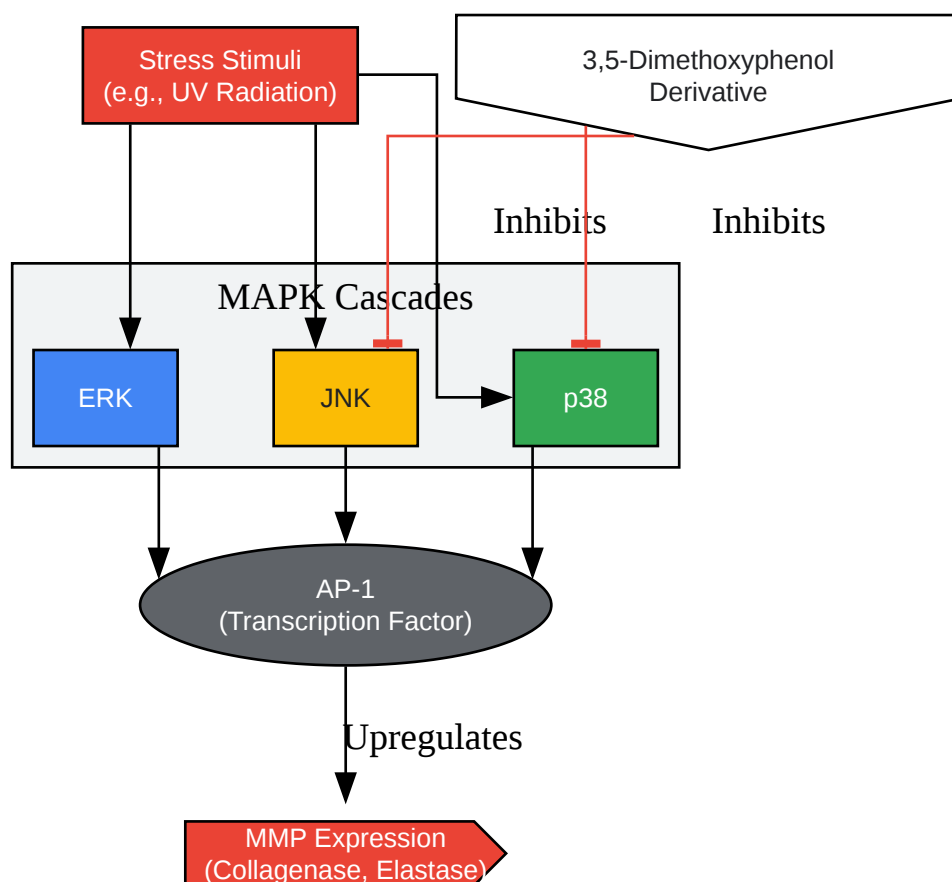 Stress Stimuli
(e.g., UV Radiation)
3,5-Dimethoxyphenol
Derivative
Inhibits
Inhibits
MAPK Cascades
ERK
JNK
p38
AP-1
(Transcription Factor)
Upregulates
MMP Expression
(Collagenase, Elastase)